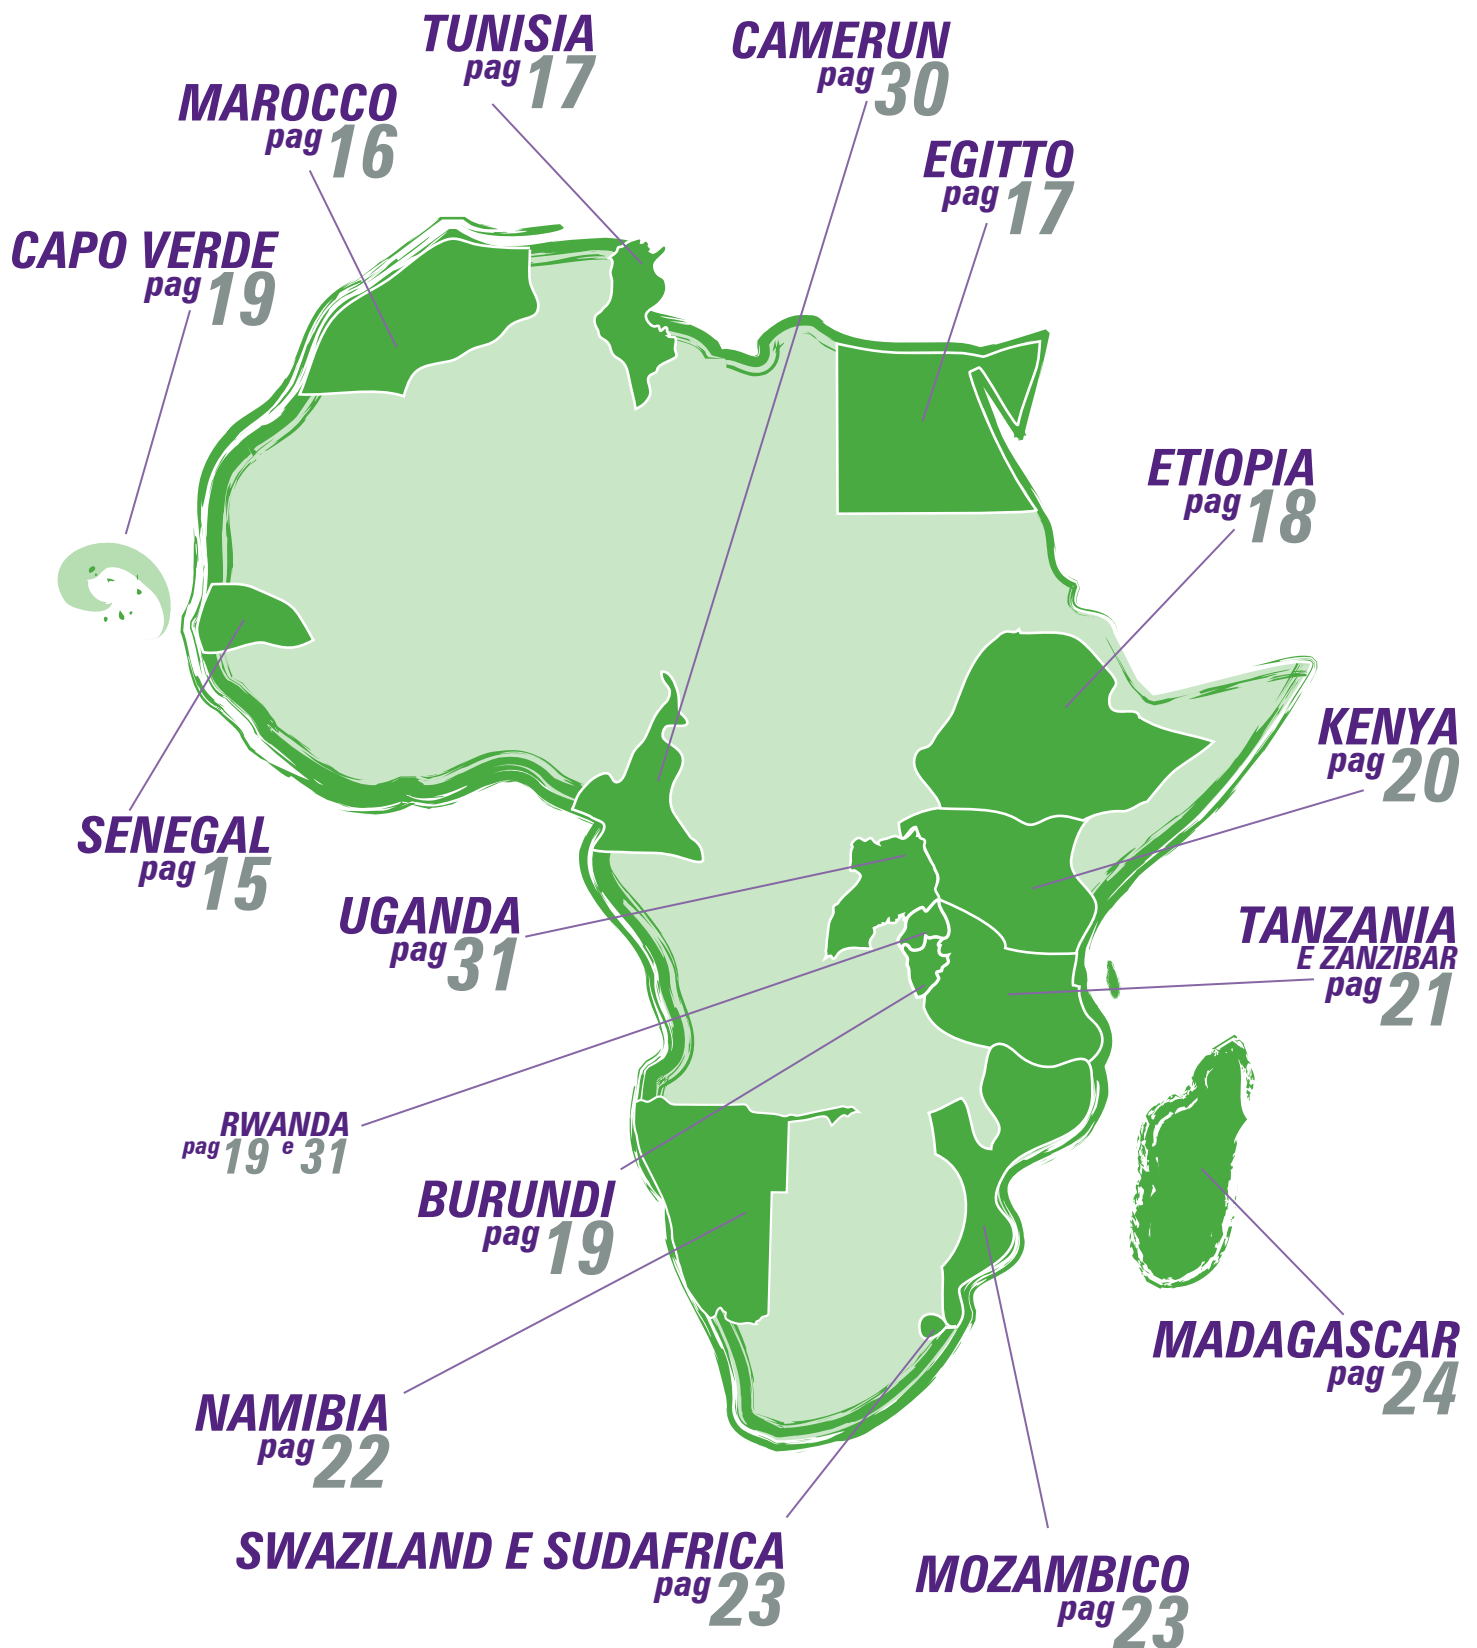 TUNISIA
pag 17
CAMERUN
pag 30
MAROCCO
pag 16
EGITTO
pag 17
CAPO VERDE
pag 19
ETIOPIA
pag 18
KENYA
pag 20
SENEGAL
pag 15
UGANDA
pag 31
TANZANIA
E ZANZIBAR
pag 21
RWANDA
pag 19 e 31
BURUNDI
pag 19
MADAGASCAR
pag 24
NAMIBIA
pag 22
SWAZILAND E SUDAFRICA
pag 23
MOZAMBICO
pag 23